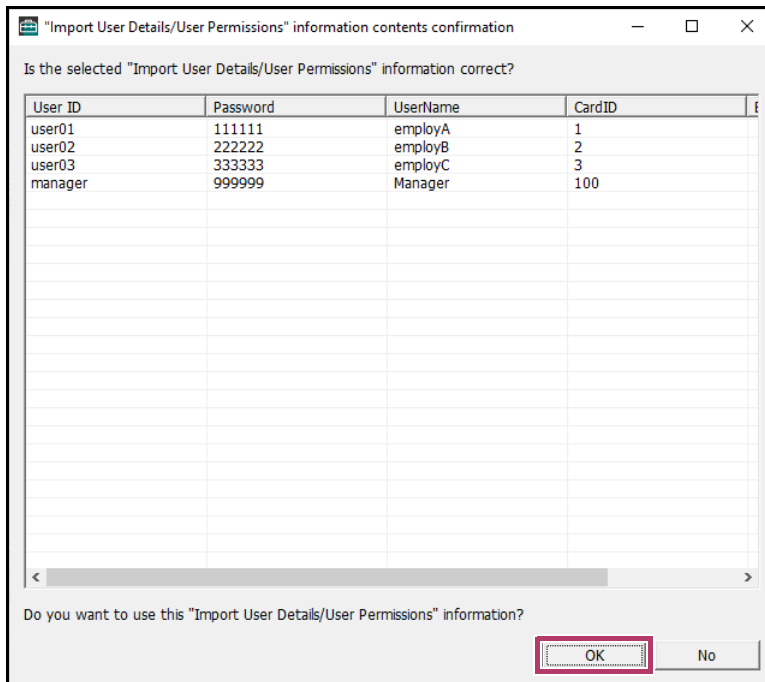 "Import User Details/User Permissions" information contents confirmation
Is the selected "Import User Details/User Permissions" information correct?
User ID Password UserName CardID
user01 111111 employA 1
user02 222222 employB 2
user03 333333 employC 3
manager 999999 Manager 100
Do you want to use this "Import User Details/User Permissions" information?
OK No